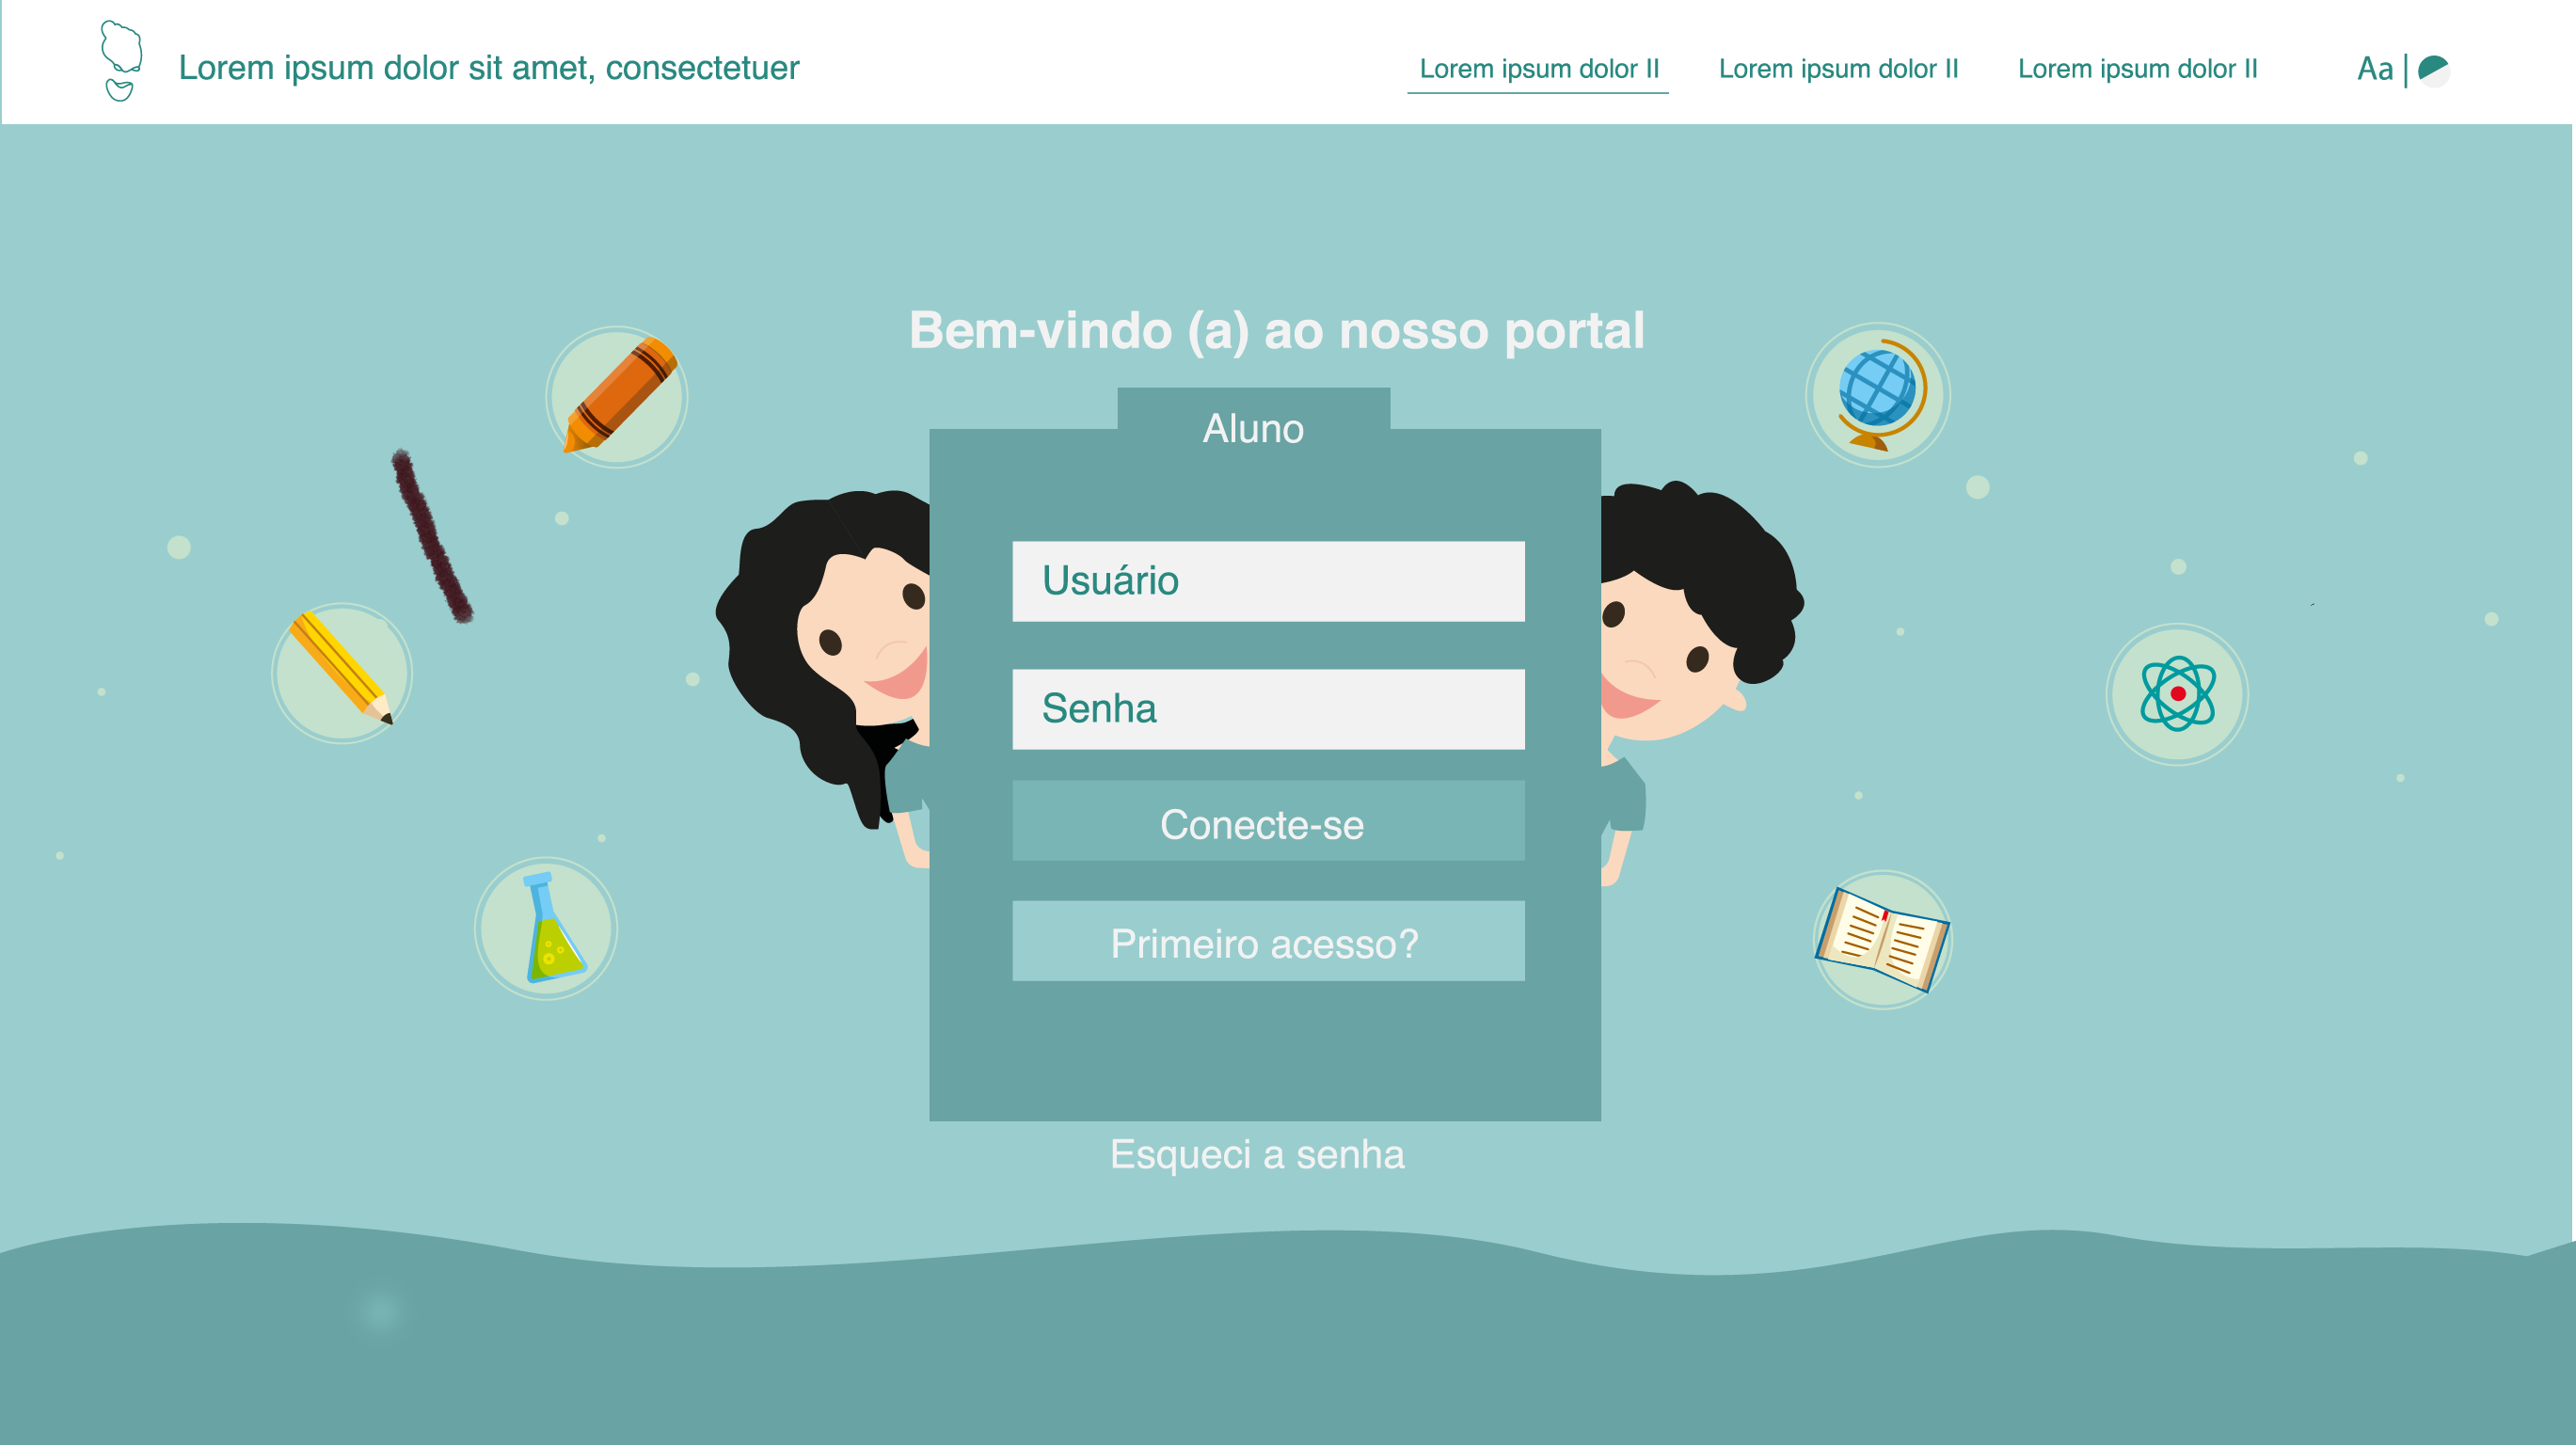 Lorem ipsum dolor sit amet, consectetuer
Lorem ipsum dolor II
Lorem ipsum dolor II
Lorem ipsum dolor II
Aa |
Bem-vindo (a) ao nosso portal
Aluno
Usuário
Senha
Conecte-se
Primeiro acesso?
Esqueci a senha